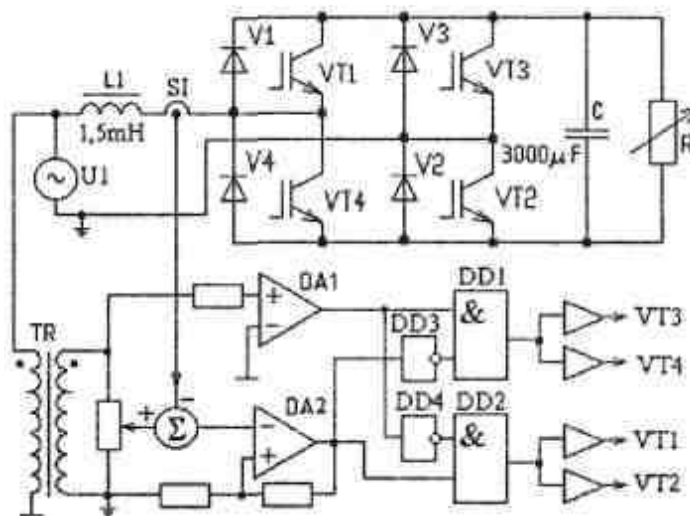 V1
V3
L1
SI
VT1
VT3
1,5mH
C
R
U1
V4
V2
3000μF
VT4
VT2
DA1
DD1
+
−
&
VT3
TR
DD3
VT4
−
DA2
DD4
DD2
+
Σ
−
&
VT1
+
VT2